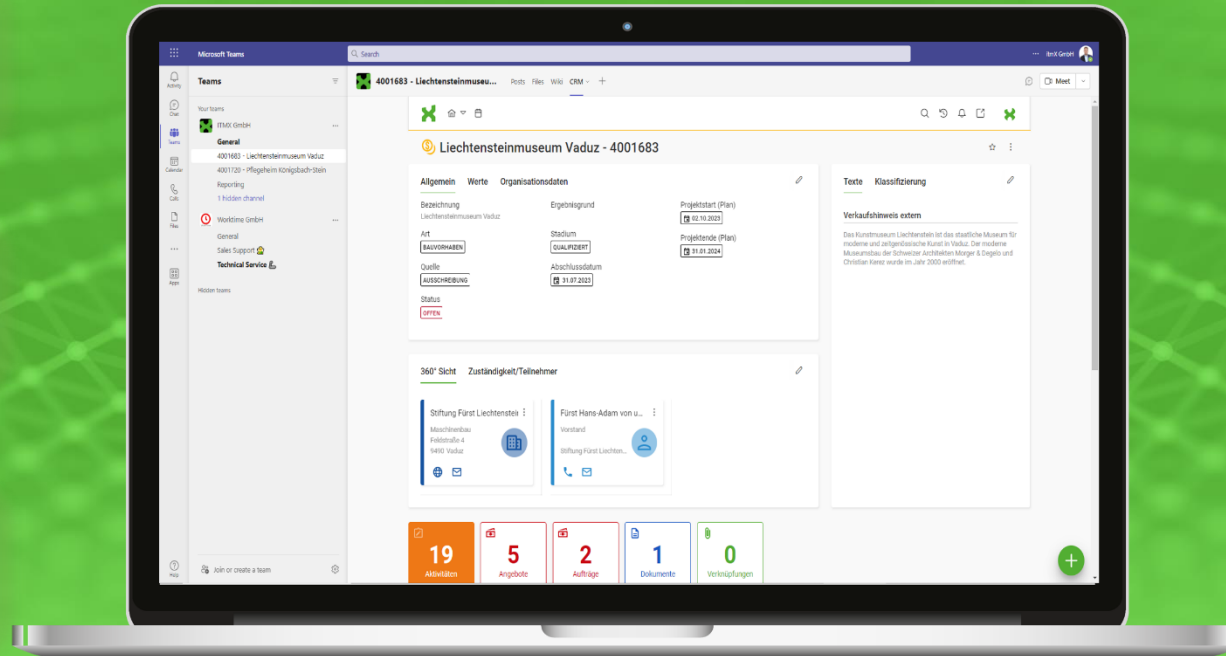 Microsoft Teams
Search
ItmX GmbH
Activity
Chat
Teams
Calendar
Calls
Files
Apps
Help
Teams
Your teams
ITMX GmbH
General
4001683 - Liechtensteinmuseum Vaduz
4001720 - Pflegeheim Königsbach-Stein
Reporting
1 hidden channel
Worktime GmbH
General
Sales Support
Technical Service
Hidden teams
Join or create a team
4001683 - Liechtensteinmuseu... Posts Files Wiki CRM
Meet
Liechtensteinmuseum Vaduz - 4001683
Allgemein Werte Organisationsdaten
Bezeichnung
Liechtensteinmuseum Vaduz
Art
BAUVORHABEN
Quelle
AUSSCHREIBUNG
Status
OFFEN
Ergebnisgrund
Stadium
QUALIFIZIERT
Abschlussdatum
31.07.2023
Projektstart (Plan)
02.10.2023
Projektende (Plan)
31.01.2024
Texte Klassifizierung
Verkaufshinweis extern
Das Kunstmuseum Liechtenstein ist das staatliche Museum für
moderne und zeitgenössische Kunst in Vaduz. Der moderne
Museumsbau der Schweizer Architekten Morger & Degelo und
Christian Kerez wurde im Jahr 2000 eröffnet.
360° Sicht Zuständigkeit/Teilnehmer
Stiftung Fürst Liechtenstein
Maschinenbau
Feldstraße 4
9490 Vaduz
Fürst Hans-Adam von u...
Vorstand
Stiftung Fürst Liechten...
19
Aktivitäten
5
Angebote
2
Aufträge
1
Dokumente
0
Verknüpfungen